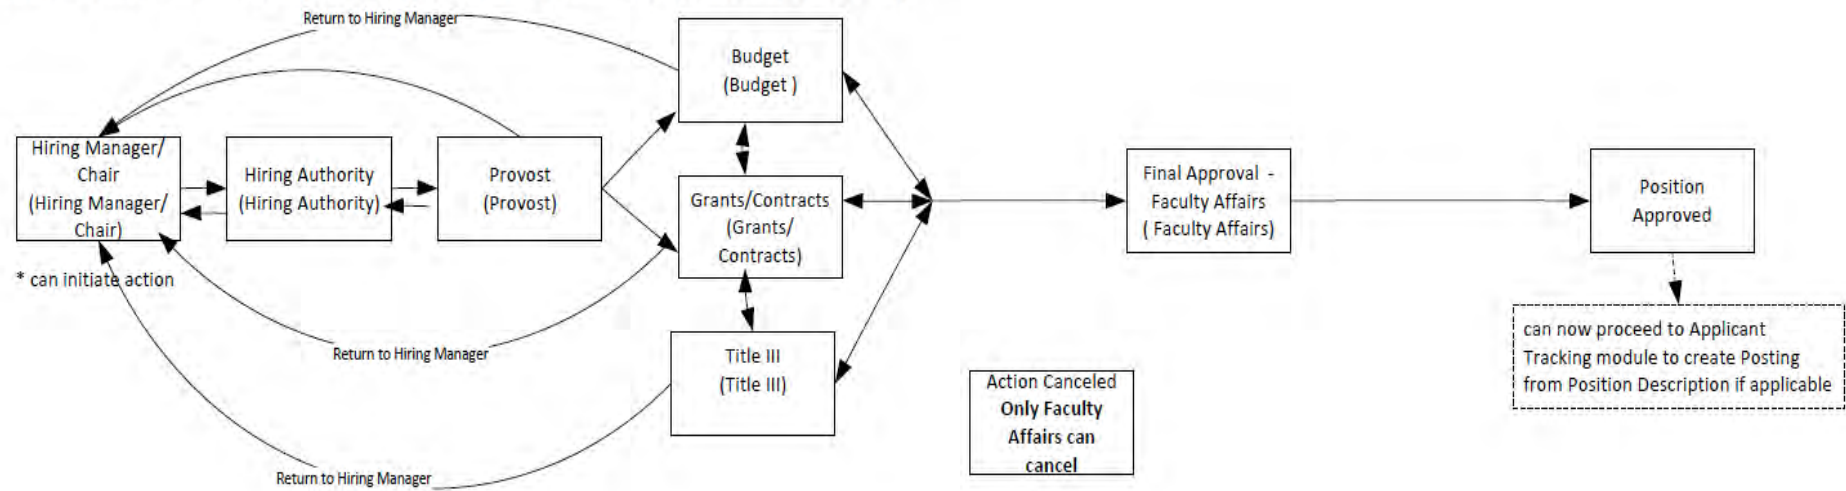 Return to Hiring Manager
Budget
(Budget )
Hiring Manager/
Chair
(Hiring Manager/
Chair)
* can initiate action
Hiring Authority
(Hiring Authority)
Provost
(Provost)
Grants/Contracts
(Grants/
Contracts)
Final Approval -
Faculty Affairs
( Faculty Affairs)
Position
Approved
Return to Hiring Manager
Title III
(Title III)
Action Canceled
Only Faculty
Affairs can
cancel
can now proceed to Applicant
Tracking module to create Posting
from Position Description if applicable
Return to Hiring Manager